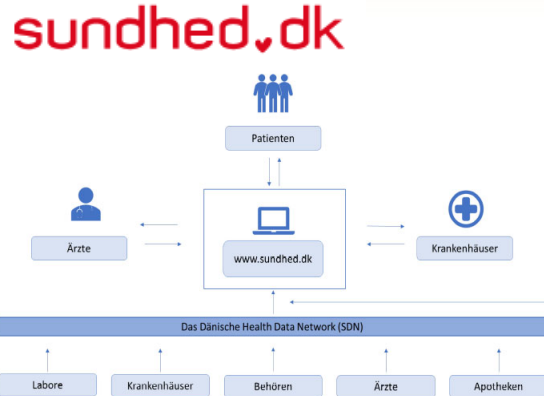 sundhed.dk
Patienten
Ärzte
www.sundhed.dk
Krankenhäuser
Das Dänische Health Data Network (SDN)
Labore
Krankenhäuser
Behören
Ärzte
Apotheken